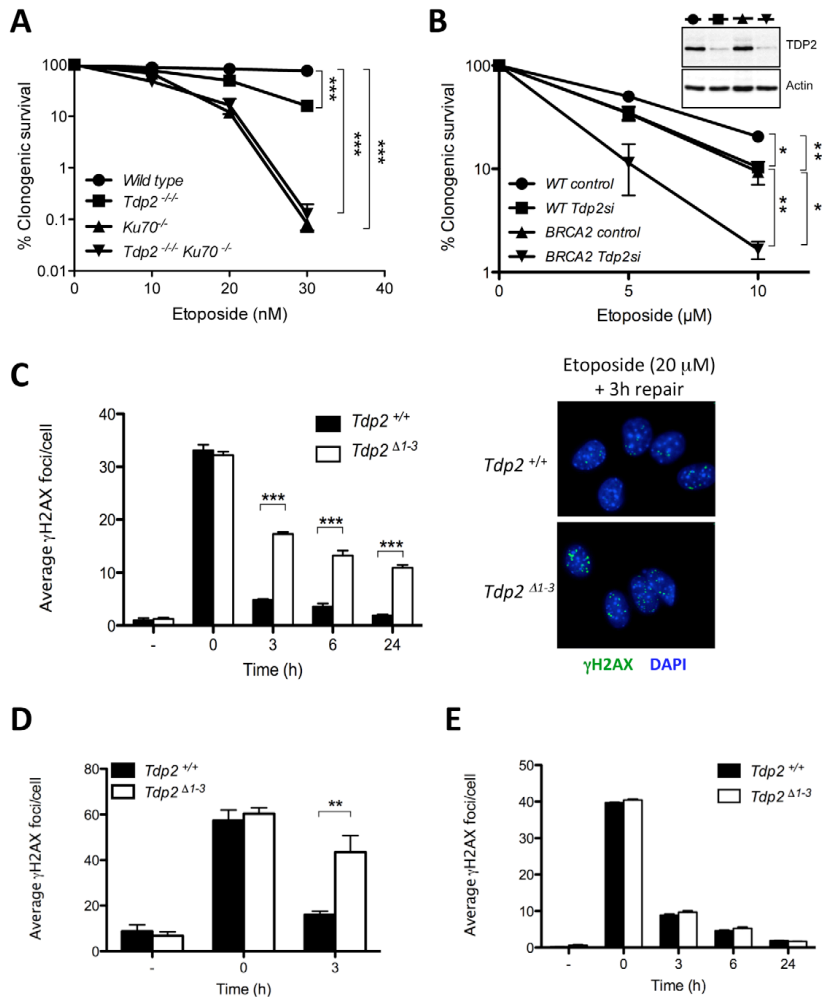 A
% Clonogenic survival
100
10
1
0.1
0.01
0
10
20
30
40
Etoposide (nM)
Wild type
Tdp2 -/-/-
Ku70-/-
Tdp2 -/-/- Ku70 -/-
***
***
***
B
% Clonogenic survival
100
10
1
0
5
10
Etoposide (µM)
WT control
WT Tdp2si
BRCA2 control
BRCA2 Tdp2si
*
**
**
*
TDP2
Actin
C
Average γH2AX foci/cell
40
30
20
10
0
-
0
3
6
24
Time (h)
Tdp2 +/+
Tdp2 Δ1-3
***
***
***
Etoposide (20 µM)
+ 3h repair
Tdp2 +/+
Tdp2 Δ1-3
γH2AX DAPI
D
Average γH2AX foci/cell
80
60
40
20
0
-
0
3
Time (h)
Tdp2 +/+
Tdp2 Δ1-3
**
E
Average γH2AX foci/cell
50
40
30
20
10
0
-
0
3
6
24
Time (h)
Tdp2 +/+
Tdp2 Δ1-3